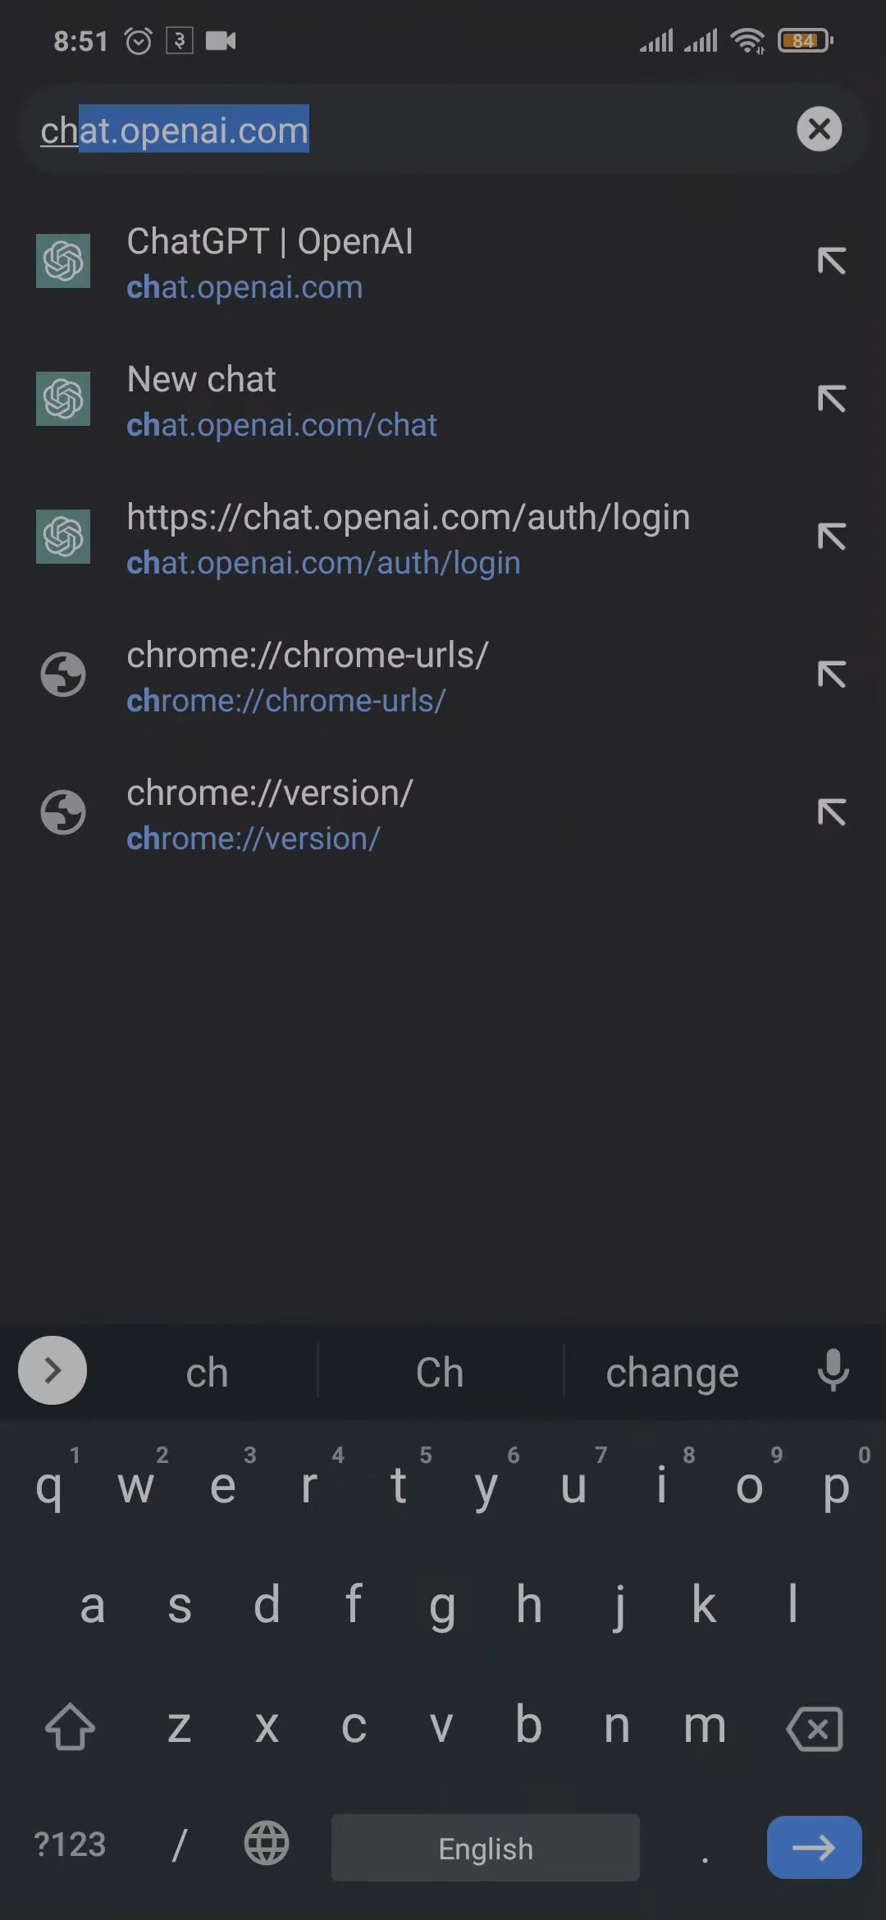 8:51 ३ 84
chat.openai.com
ChatGPT | OpenAI
chat.openai.com
New chat
chat.openai.com/chat
https://chat.openai.com/auth/login
chat.openai.com/auth/login
chrome://chrome-urls/
chrome://chrome-urls/
chrome://version/
chrome://version/
ch Ch change
1 2 3 4 5 6 7 8 9 0
q w e r t y u i o p
a s d f g h j k l
z x c v b n m
?123 / English .